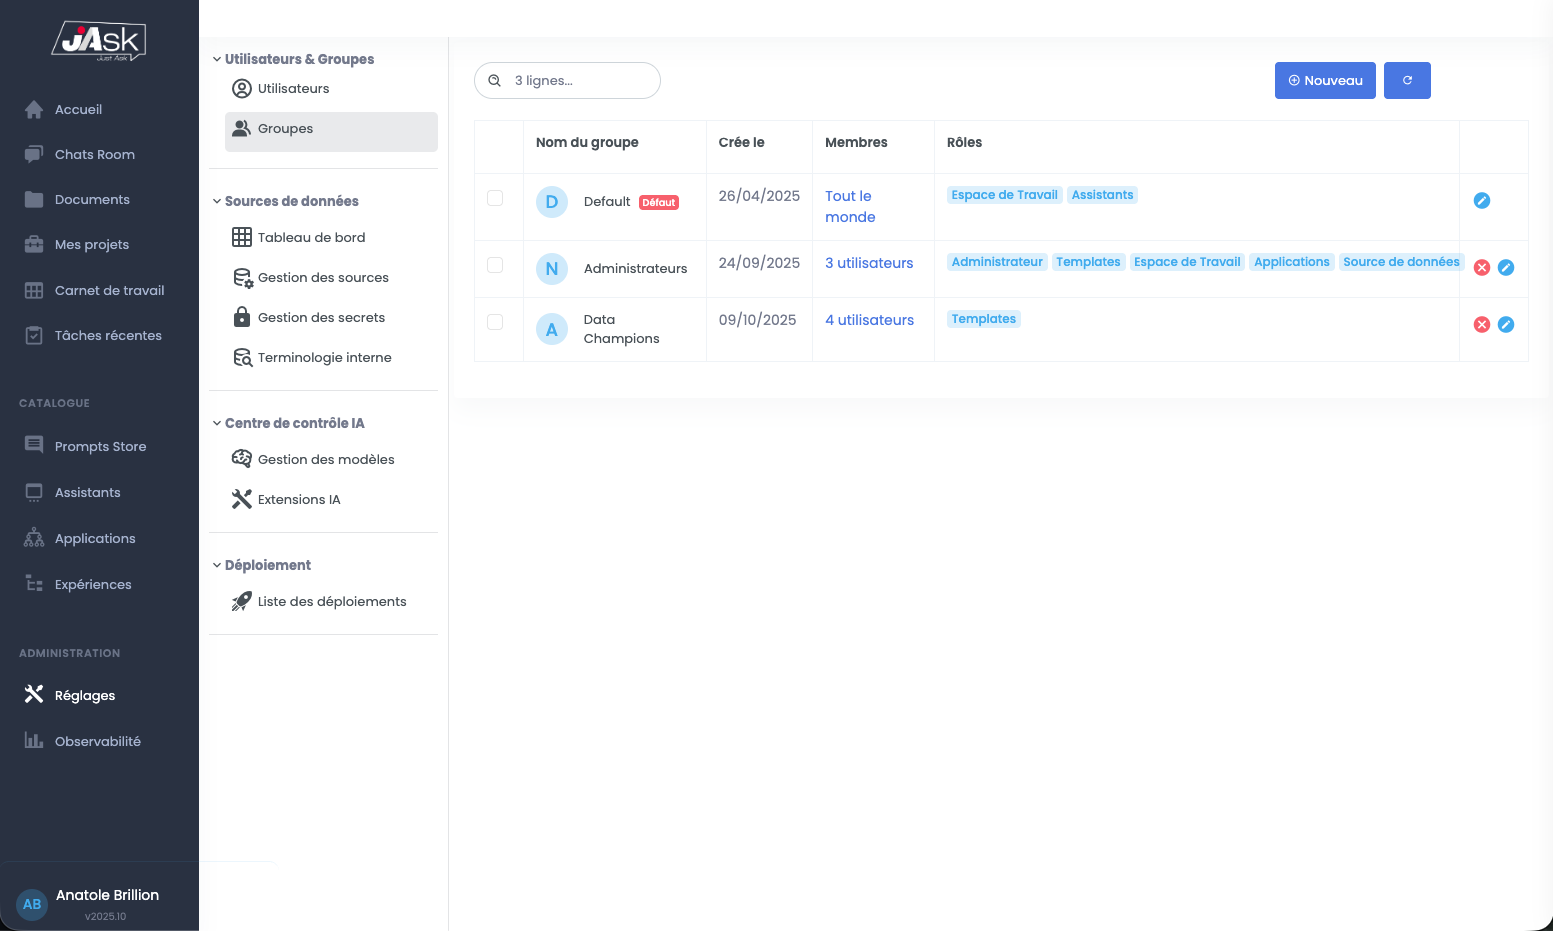 jAsk
Just Ask
Accueil
Chats Room
Documents
Mes projets
Carnet de travail
Tâches récentes
CATALOGUE
Prompts Store
Assistants
Applications
Expériences
ADMINISTRATION
Réglages
Observabilité
AB
Anatole Brillion
v2025.10
Utilisateurs & Groupes
Utilisateurs
Groupes
Sources de données
Tableau de bord
Gestion des sources
Gestion des secrets
Terminologie interne
Centre de contrôle IA
Gestion des modèles
Extensions IA
Déploiement
Liste des déploiements
3 lignes...
Nouveau
Nom du groupe Crée le Membres Rôles
D Default Défaut 26/04/2025 Tout le Espace de Travail Assistants
monde
N Administrateurs 24/09/2025 3 utilisateurs Administrateur Templates Espace de Travail Applications Source de données
A Data 09/10/2025 4 utilisateurs Templates
Champions